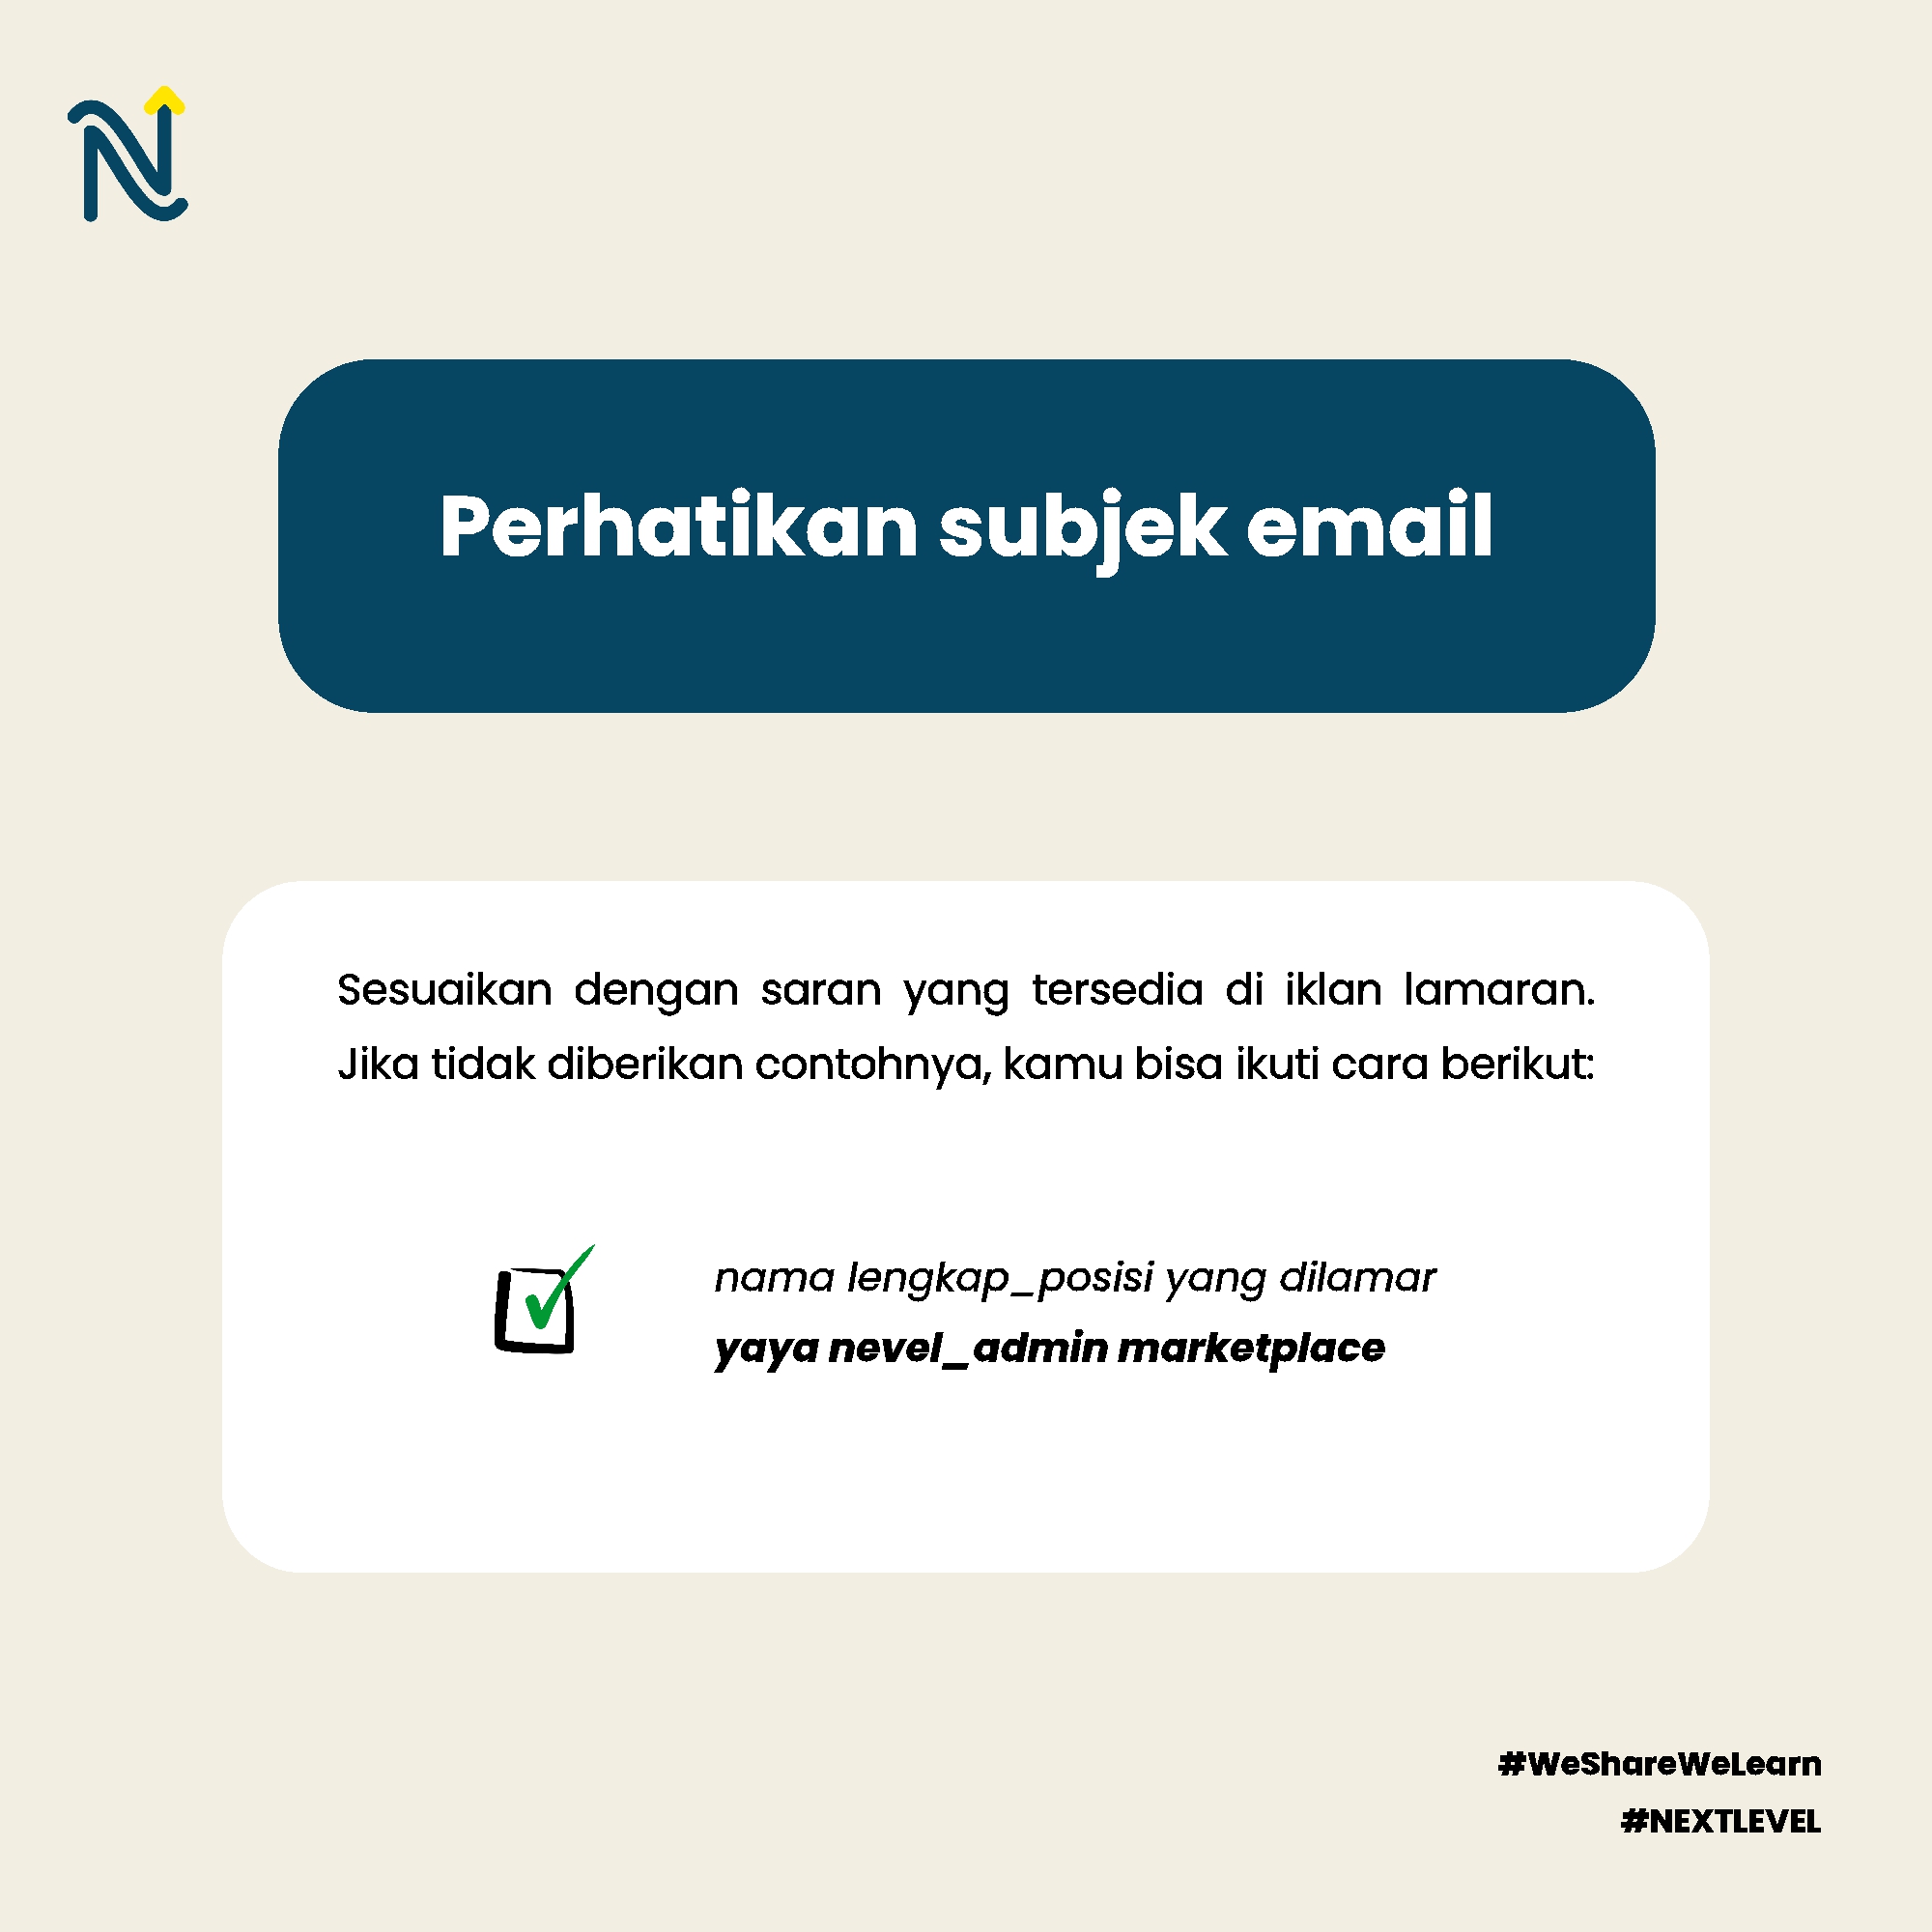 Perhatikan subjek email
Sesuaikan dengan saran yang tersedia di iklan lamaran.
Jika tidak diberikan contohnya, kamu bisa ikuti cara berikut:
nama lengkap_posisi yang dilamar
yaya nevel_admin marketplace
#WeShareWeLearn
#NEXTLEVEL